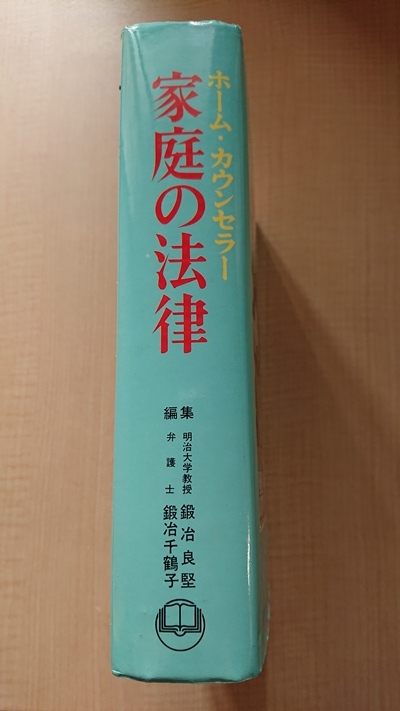 ホーム・カウンセラー
家庭の法律
編集
明治大学教授 鍛冶良堅
弁護士 鍛冶千鶴子